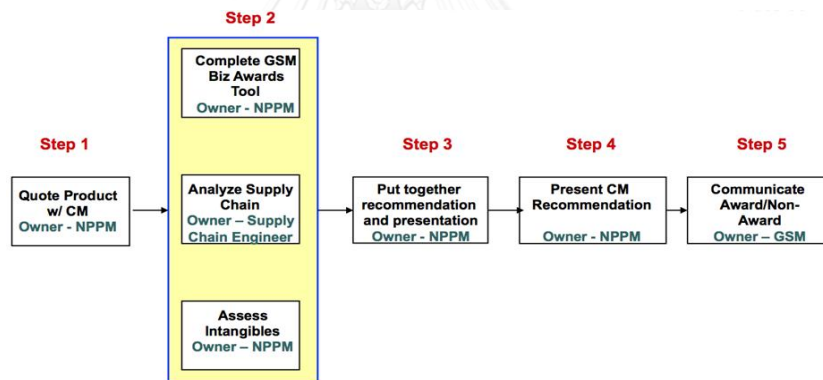 Step 1
Quote Product
w/ CM
Owner - NPPM
Step 2
Complete GSM
Biz Awards
Tool
Owner - NPPM
Analyze Supply
Chain
Owner – Supply
Chain Engineer
Assess
Intangibles
Owner – NPPM
Step 3
Put together
recommendation
and presentation
Owner - NPPM
Step 4
Present CM
Recommendation
Owner - NPPM
Step 5
Communicate
Award/Non-
Award
Owner – GSM